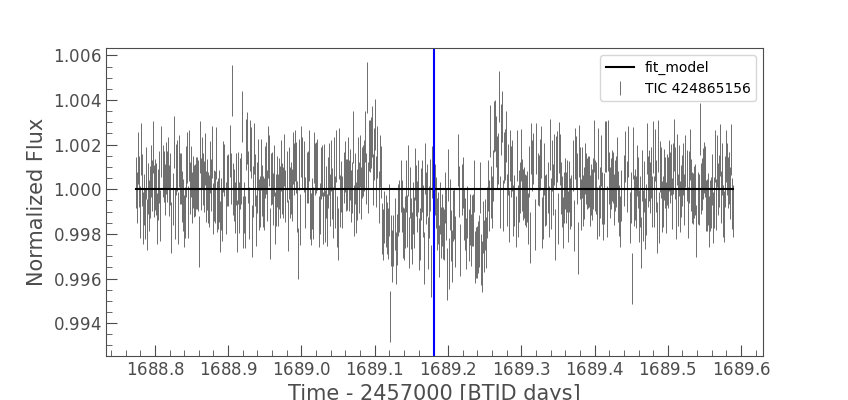 1.006
1.004
1.002
1.000
0.998
0.996
0.994
Normalized Flux
fit_model
TIC 424865156
1688.8 1688.9 1689.0 1689.1 1689.2 1689.3 1689.4 1689.5 1689.6
Time - 2457000 [BTJD days]